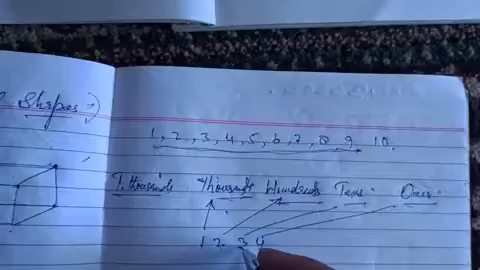 Shapes :)
1, 2, 3, 4, 5, 6, 7, 8, 9, 10.
T. thousands Thousands Hundreds Tens. Ones.
1 2 3 4